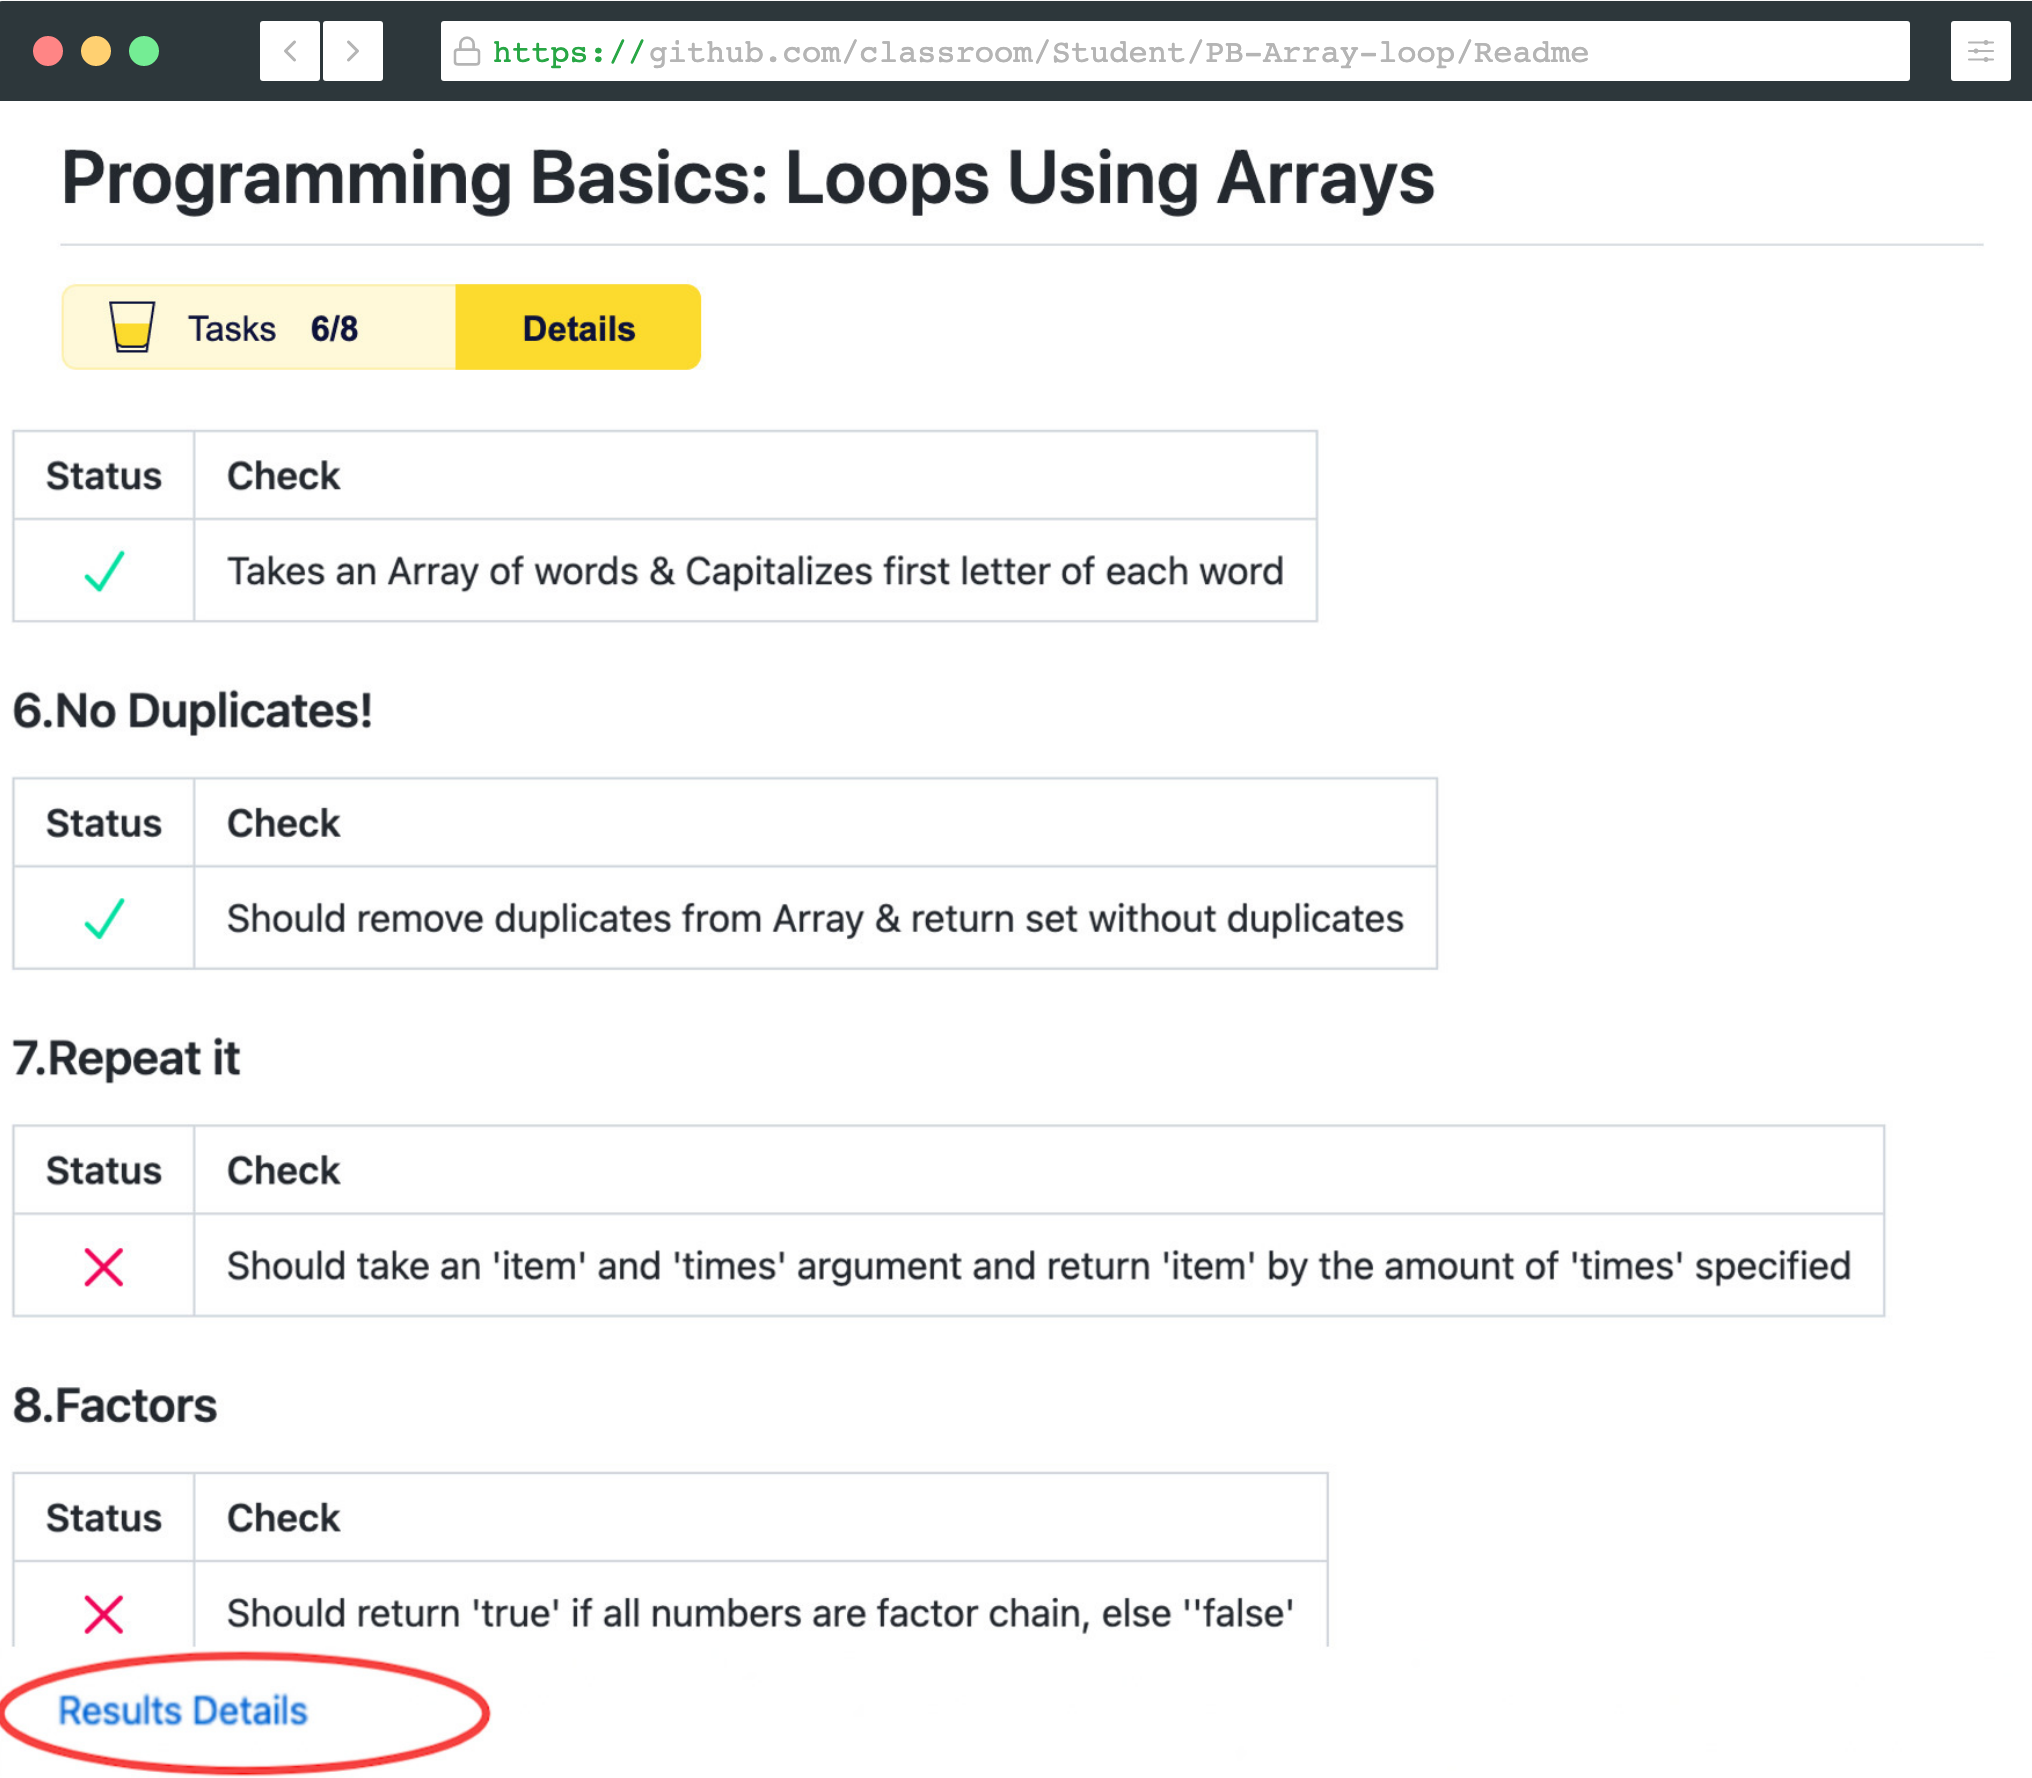 https://github.com/classroom/Student/PB-Array-loop/Readme
Programming Basics: Loops Using Arrays
Tasks 6/8 Details
Status Check
Takes an Array of words & Capitalizes first letter of each word
6.No Duplicates!
Status Check
Should remove duplicates from Array & return set without duplicates
7.Repeat it
Status Check
Should take an 'item' and 'times' argument and return 'item' by the amount of 'times' specified
8.Factors
Status Check
Should return 'true' if all numbers are factor chain, else ''false'
Results Details